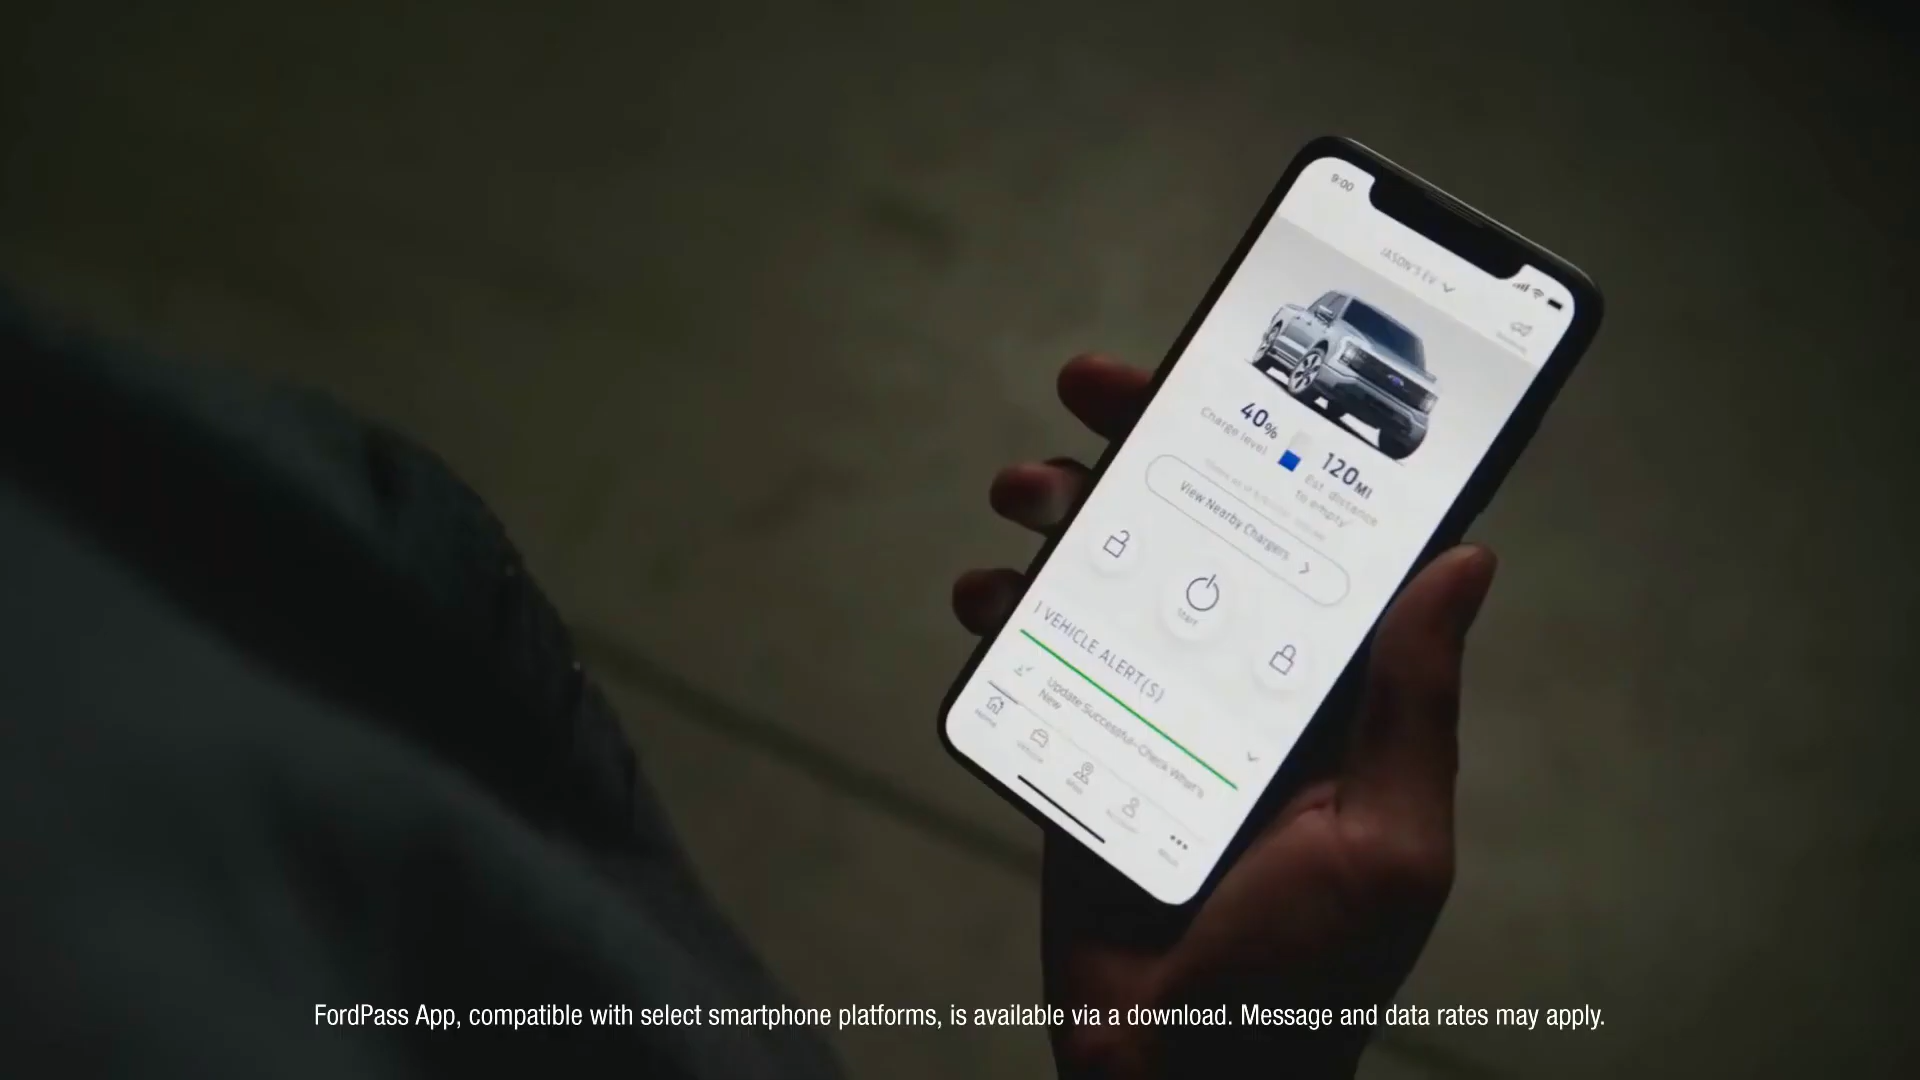 9:00
JASON'S EV
40%
Charge level
120MI
Est. distance
to empty
View Nearby Chargers
Start
1 VEHICLE ALERT(S)
Update Successful–Check What's
New
Home
Vehicle
FordPass App, compatible with select smartphone platforms, is available via a download. Message and data rates may apply.